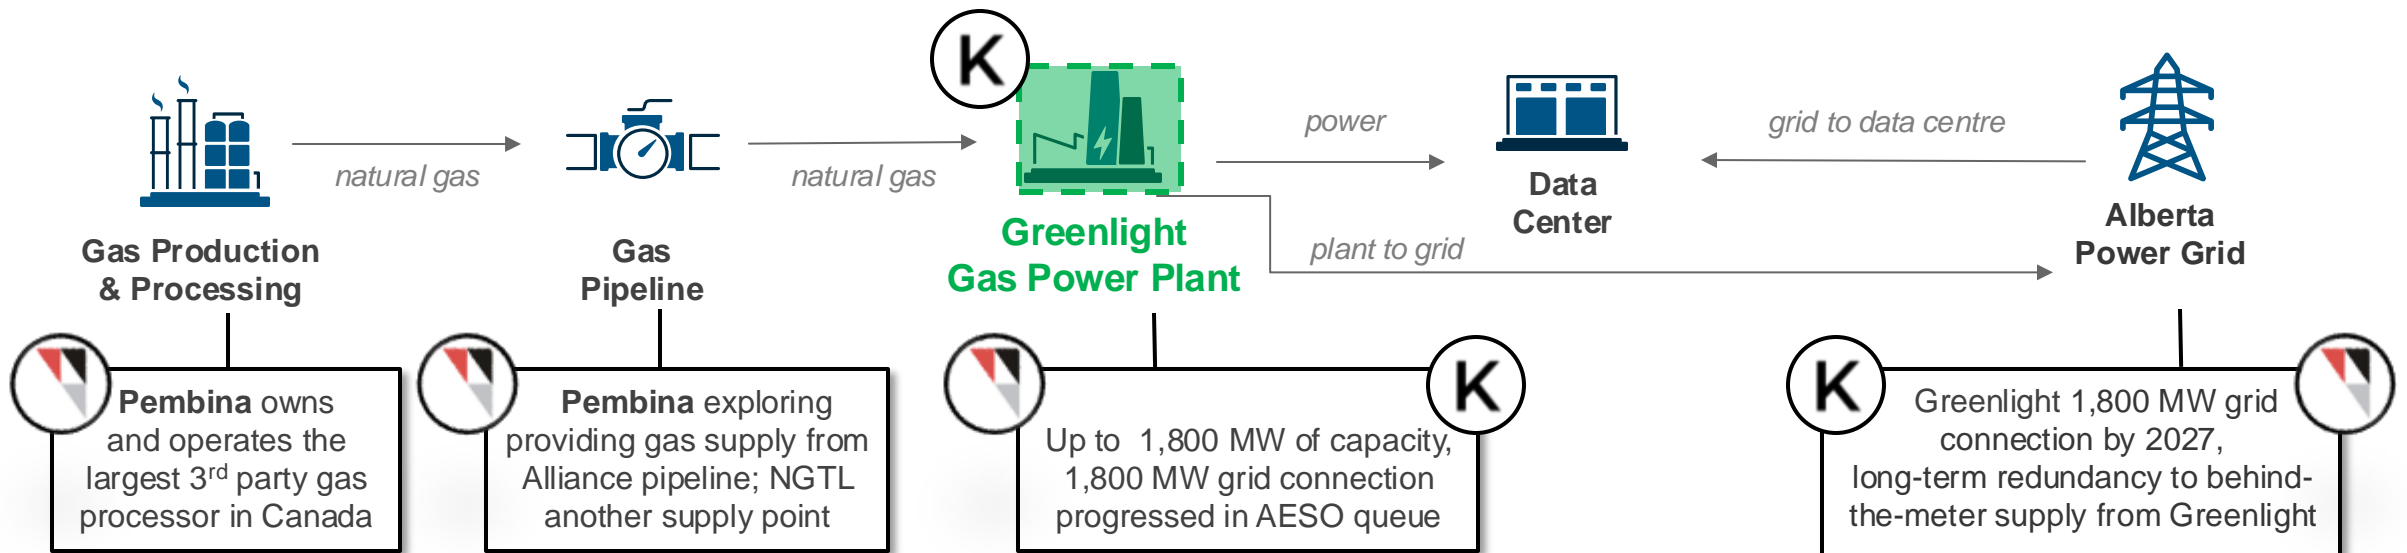 K
natural gas
natural gas
power
grid to data centre
plant to grid
Gas Production
& Processing
Gas
Pipeline
Greenlight
Gas Power Plant
Data
Center
Alberta
Power Grid
Pembina owns
and operates the
largest 3rd party gas
processor in Canada
Pembina exploring
providing gas supply from
Alliance pipeline; NGTL
another supply point
K
Up to  1,800 MW of capacity,
1,800 MW grid connection
progressed in AESO queue
K
Greenlight 1,800 MW grid
connection by 2027,
long-term redundancy to behind-
the-meter supply from Greenlight